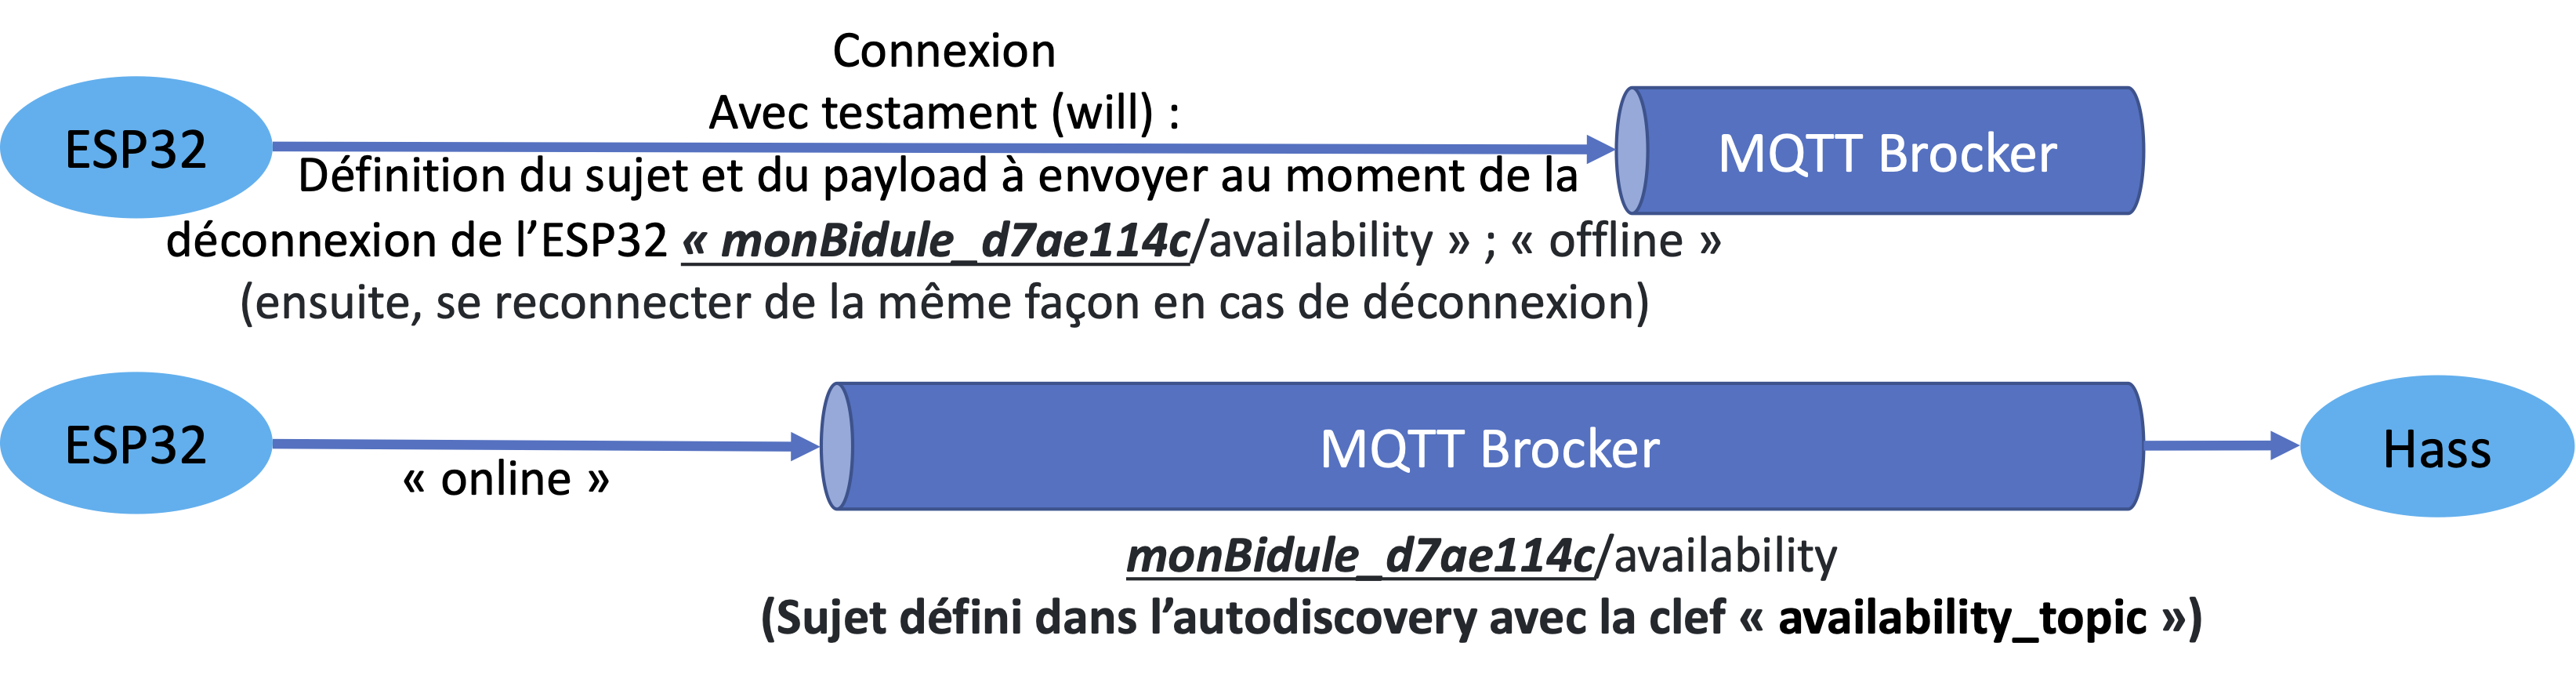 Connexion
Avec testament (will) :
ESP32
MQTT Brocker
Définition du sujet et du payload à envoyer au moment de la
déconnexion de l’ESP32 « monBidule_d7ae114c/availability » ; « offline »
(ensuite, se reconnecter de la même façon en cas de déconnexion)
ESP32
« online »
MQTT Brocker
Hass
monBidule_d7ae114c/availability
(Sujet défini dans l’autodiscovery avec la clef « availability_topic »)